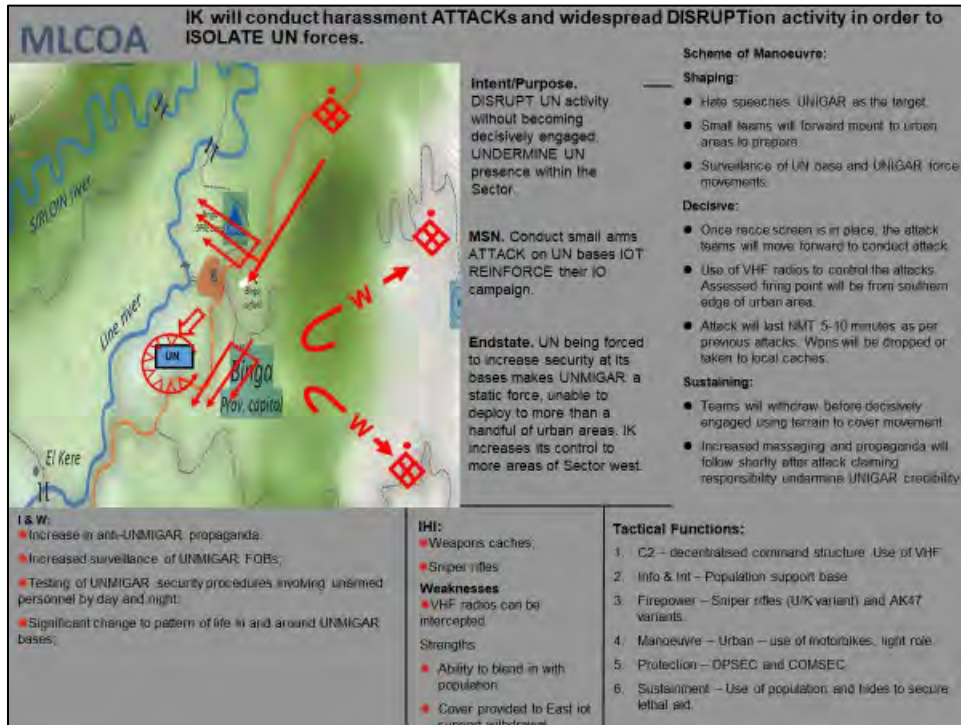 MLCOA
IK will conduct harassment ATTACKs and widespread DISRUPTion activity in order to
ISOLATE UN forces.
Line river
UN
Binga
Prov. capital
El Kere
W
W
Intent/Purpose.
DISRUPT UN activity
without becoming
decisively engaged.
UNDERMINE UN
presence within the
Sector.
MSN. Conduct small arms
ATTACK on UN bases IOT
REINFORCE their IO
campaign.
Endstate. UN being forced
to increase security at its
bases makes UNMIGAR a
static force, unable to
deploy to more than a
handful of urban areas. IK
increases its control to
more areas of Sector west.
Scheme of Manoeuvre:
Shaping:
● Hate speeches, UNIGAR as the target.
● Small teams will forward mount to urban
areas to prepare.
● Surveillance of UN base and UNIGAR force
movements.
Decisive:
● Once recce screen is in place, the attack
teams will move forward to conduct attack.
● Use of VHF radios to control the attacks.
Assessed firing point will be from southern
edge of urban area.
● Attack will last NMT 5-10 minutes as per
previous attacks. Wpns will be dropped or
taken to local caches.
Sustaining:
● Teams will withdraw before decisively
engaged using terrain to cover movement.
● Increased messaging and propaganda will
follow shortly after attack claiming
responsibility undermine UNIGAR credibility
I & W:
● Increase in anti-UNMIGAR propaganda.
● Increased surveillance of UNMIGAR FOBs;
● Testing of UNMIGAR security procedures involving unarmed
personnel by day and night.
● Significant change to pattern of life in and around UNMIGAR
bases;
IHI:
● Weapons caches;
● Sniper rifles
Weaknesses
● VHF radios can be
intercepted.
Strengths
● Ability to blend in with
population
● Cover provided to East iot
support withdrawal
Tactical Functions:
1. C2 – decentralised command structure. Use of VHF
2. Info & Int – Population support base
3. Firepower – Sniper rifles (U/K variant) and AK47
variants.
4. Manoeuvre – Urban – use of motorbikes, light role.
5. Protection – OPSEC and COMSEC
6. Sustainment – Use of population and hides to secure
lethal aid.